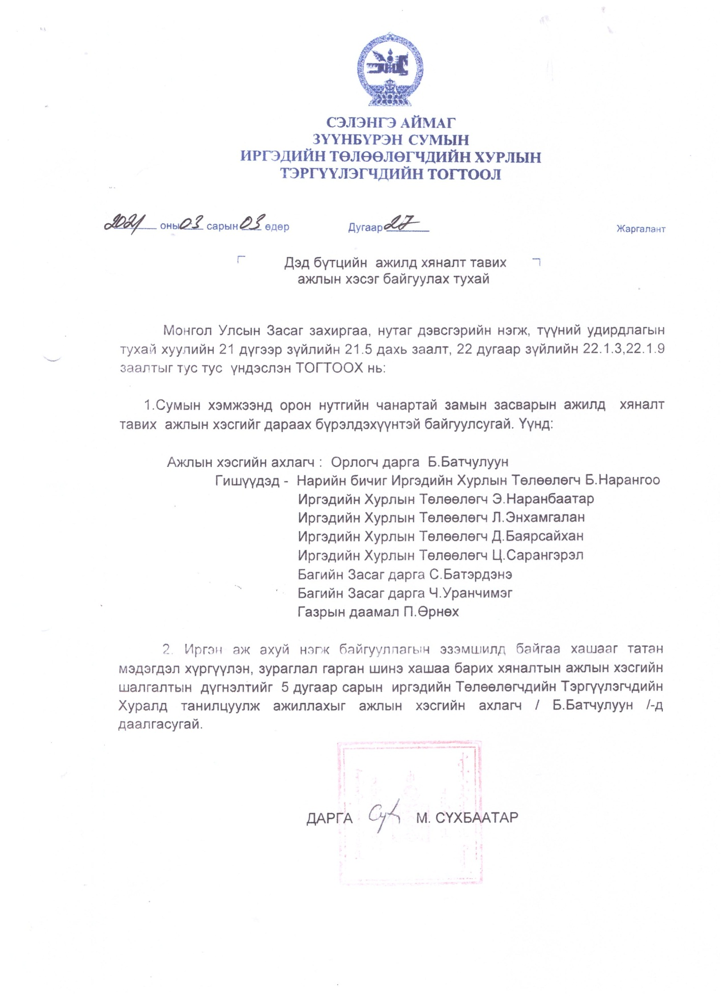 СЭЛЭНГЭ АЙМАГ
ЗҮҮНБҮРЭН СУМЫН
ИРГЭДИЙН ТӨЛӨӨЛӨГЧДИЙН ХУРЛЫН
ТЭРГҮҮЛЭГЧДИЙН ТОГТООЛ
2021 оны 03 сарын 03 өдөр Дугаар 27 Жаргалант
Дэд бүтцийн ажилд хяналт тавих
ажлын хэсэг байгуулах тухай
Монгол Улсын Засаг захиргаа, нутаг дэвсгэрийн нэгж, түүний удирдлагын
тухай хуулийн 21 дүгээр зүйлийн 21.5 дахь заалт, 22 дугаар зүйлийн 22.1.3,22.1.9
заалтыг тус тус үндэслэн ТОГТООХ нь:
1.Сумын хэмжээнд орон нутгийн чанартай замын засварын ажилд хяналт
тавих ажлын хэсгийг дараах бүрэлдэхүүнтэй байгуулсугай. Үүнд:
Ажлын хэсгийн ахлагч : Орлогч дарга Б.Батчулуун
Гишүүдэд - Нарийн бичиг Иргэдийн Хурлын Төлөөлөгч Б.Нарангоо
Иргэдийн Хурлын Төлөөлөгч Э.Наранбаатар
Иргэдийн Хурлын Төлөөлөгч Л.Энхамгалан
Иргэдийн Хурлын Төлөөлөгч Д.Баярсайхан
Иргэдийн Хурлын Төлөөлөгч Ц.Сарангэрэл
Багийн Засаг дарга С.Батэрдэнэ
Багийн Засаг дарга Ч.Уранчимэг
Газрын даамал П.Өрнөх
2. Иргэн аж ахуй нэгж байгууллагын эзэмшилд байгаа хашааг татан
мэдэгдэл хүргүүлэн, зураглал гарган шинэ хашаа барих хяналтын ажлын хэсгийн
шалгалтын дүгнэлтийг 5 дугаар сарын иргэдийн Төлөөлөгчдийн Тэргүүлэгчдийн
Хуралд танилцуулж ажиллахыг ажлын хэсгийн ахлагч / Б.Батчулуун /-д
даалгасугай.
ДАРГА М. СҮХБААТАР